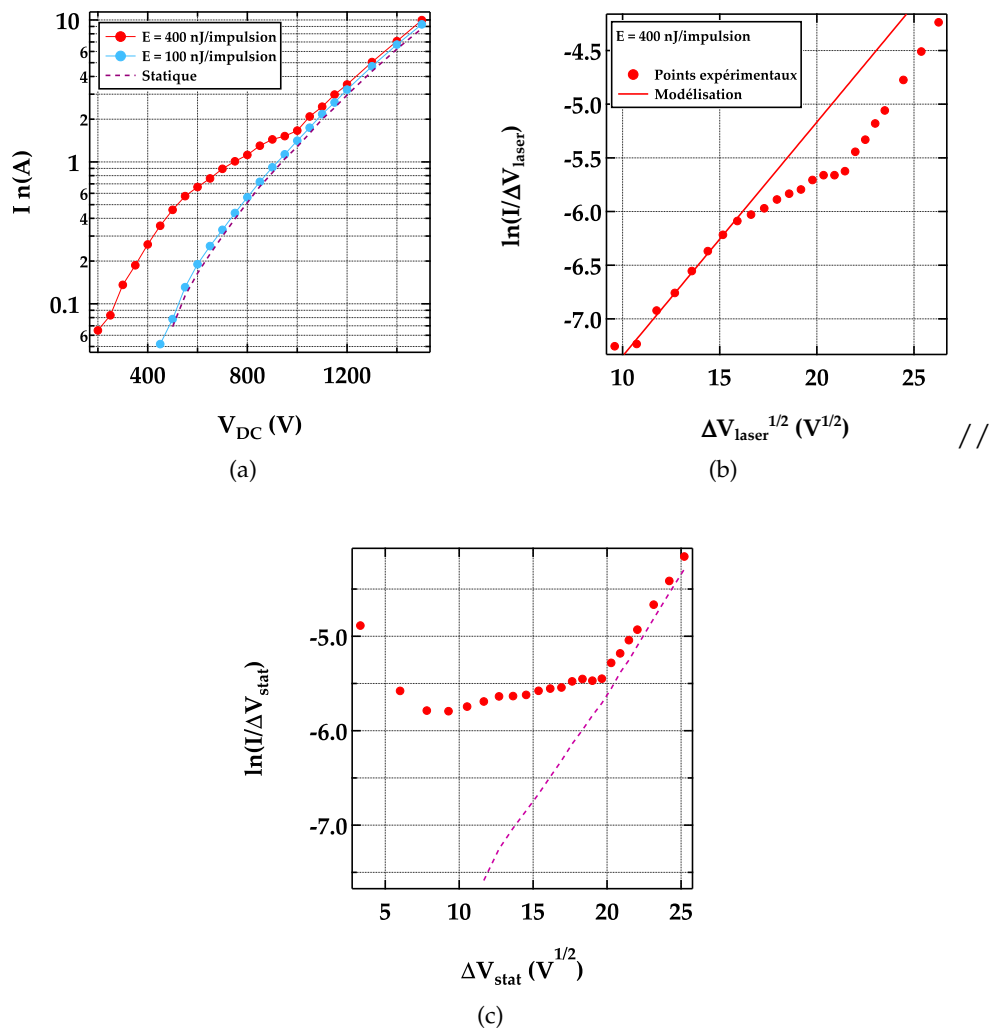 10
6
4
2
1
6
4
2
0.1
6
I n(A)
E = 400 nJ/impulsion
E = 100 nJ/impulsion
Statique
400 800 1200
V_DC (V)
(a)
-4.5
-5.0
-5.5
-6.0
-6.5
-7.0
ln(I/ΔV_laser)
E = 400 nJ/impulsion
Points expérimentaux
Modélisation
10 15 20 25
ΔV_laser^1/2 (V^1/2)
(b)
//
-5.0
-6.0
-7.0
ln(I/ΔV_stat)
5 10 15 20 25
ΔV_stat (V^1/2)
(c)